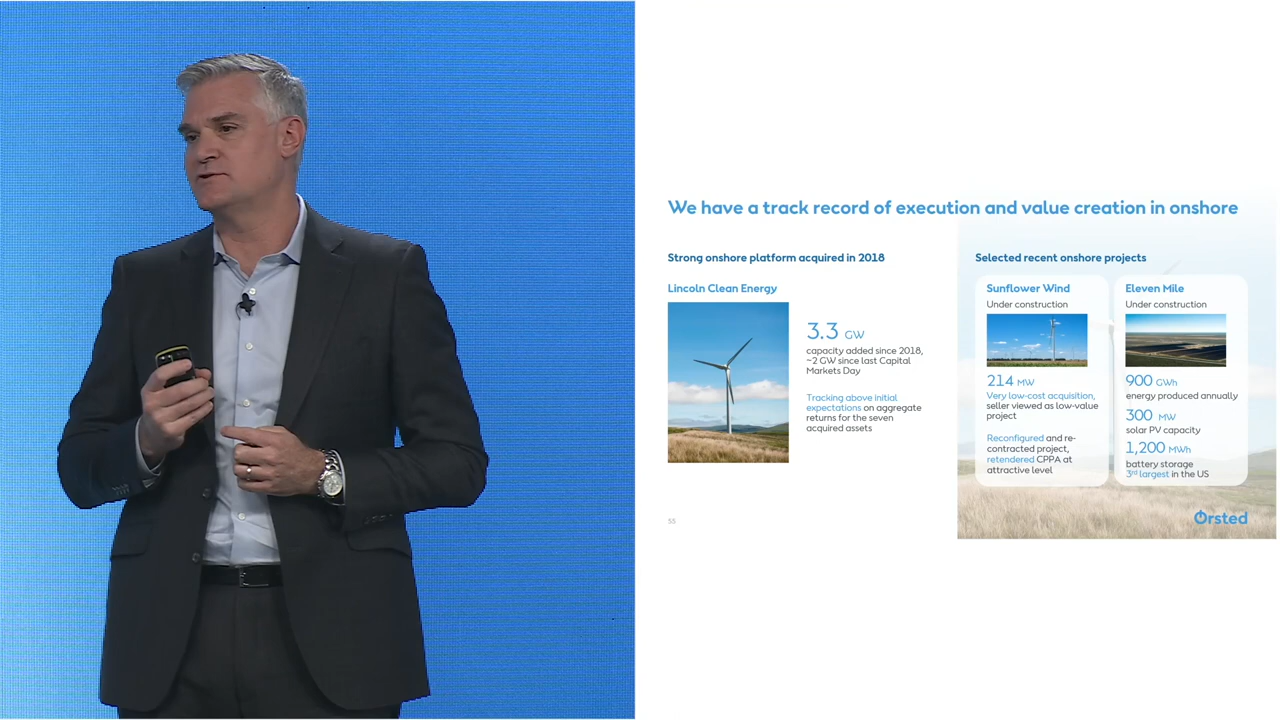 We have a track record of execution and value creation in onshore
Strong onshore platform acquired in 2018
Lincoln Clean Energy
3.3 GW
capacity added since 2018,
~2 GW since last Capital
Markets Day
Tracking above initial
expectations on aggregate
returns for the seven
acquired assets
Selected recent onshore projects
Sunflower Wind
Under construction
214 MW
Very low-cost acquisition,
seller viewed as low-value
project
Reconfigured and re-
contracted project,
retendered CPPA at
attractive level
Eleven Mile
Under construction
900 GWh
energy produced annually
300 MW
solar PV capacity
1,200 MWh
battery storage
3rd largest in the US
55
Ørsted